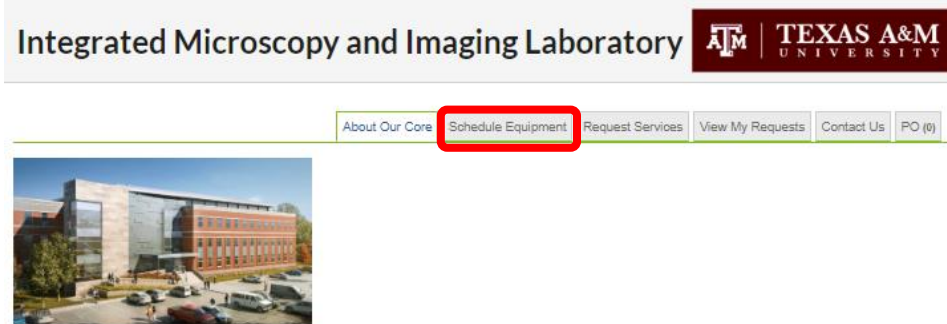 Integrated Microscopy and Imaging Laboratory
ĀM | TEXAS A&M
UNIVERSITY
About Our Core Schedule Equipment Request Services View My Requests Contact Us PO (0)